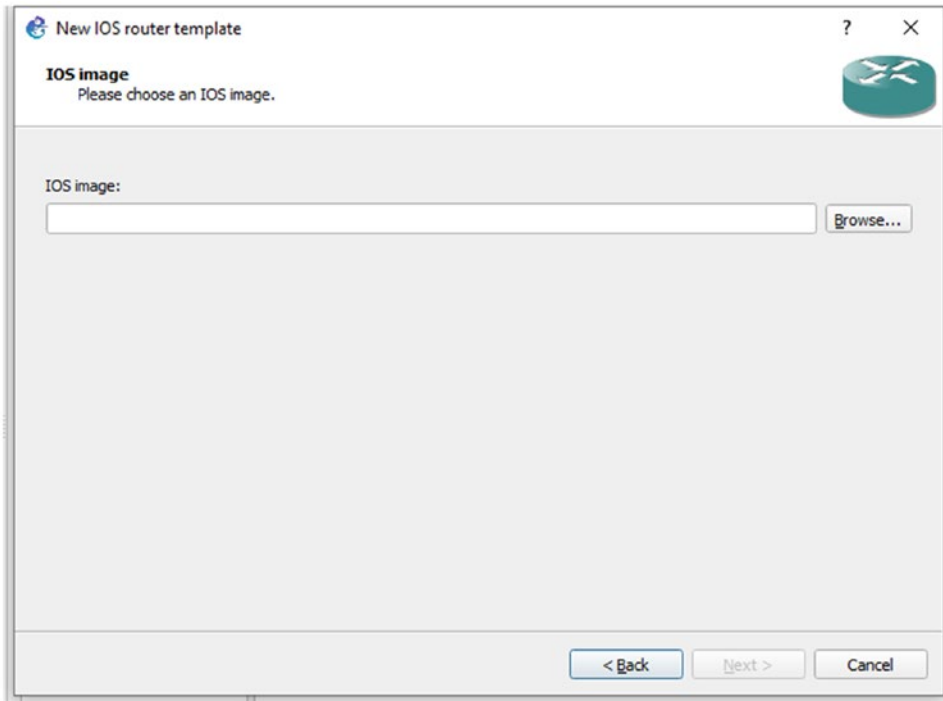 New IOS router template
?
IOS image
Please choose an IOS image.
IOS image:
Browse...
< Back
Next >
Cancel